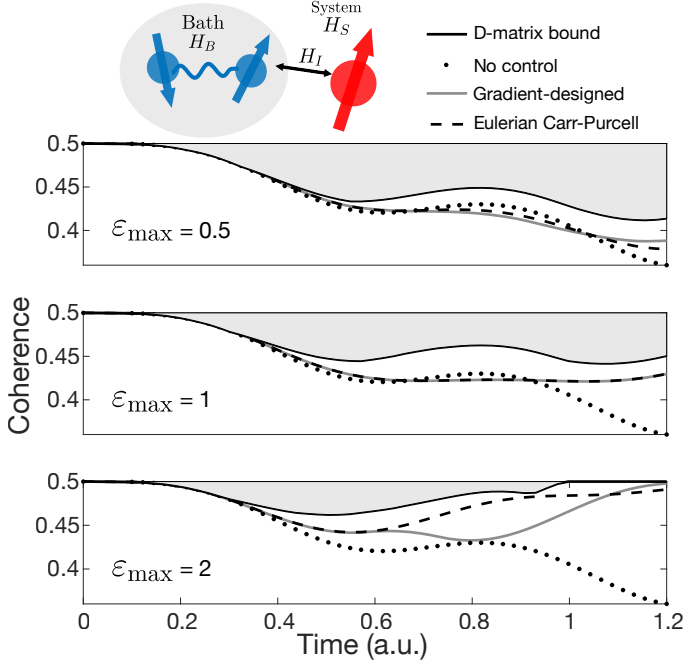 Bath
H_B
System
H_S
H_I
D-matrix bound
No control
Gradient-designed
Eulerian Carr-Purcell
0.5
0.45
0.4
ε_max = 0.5
0.5
0.45
0.4
ε_max = 1
0.5
0.45
0.4
ε_max = 2
Coherence
0
0.2
0.4
0.6
0.8
1
1.2
Time (a.u.)